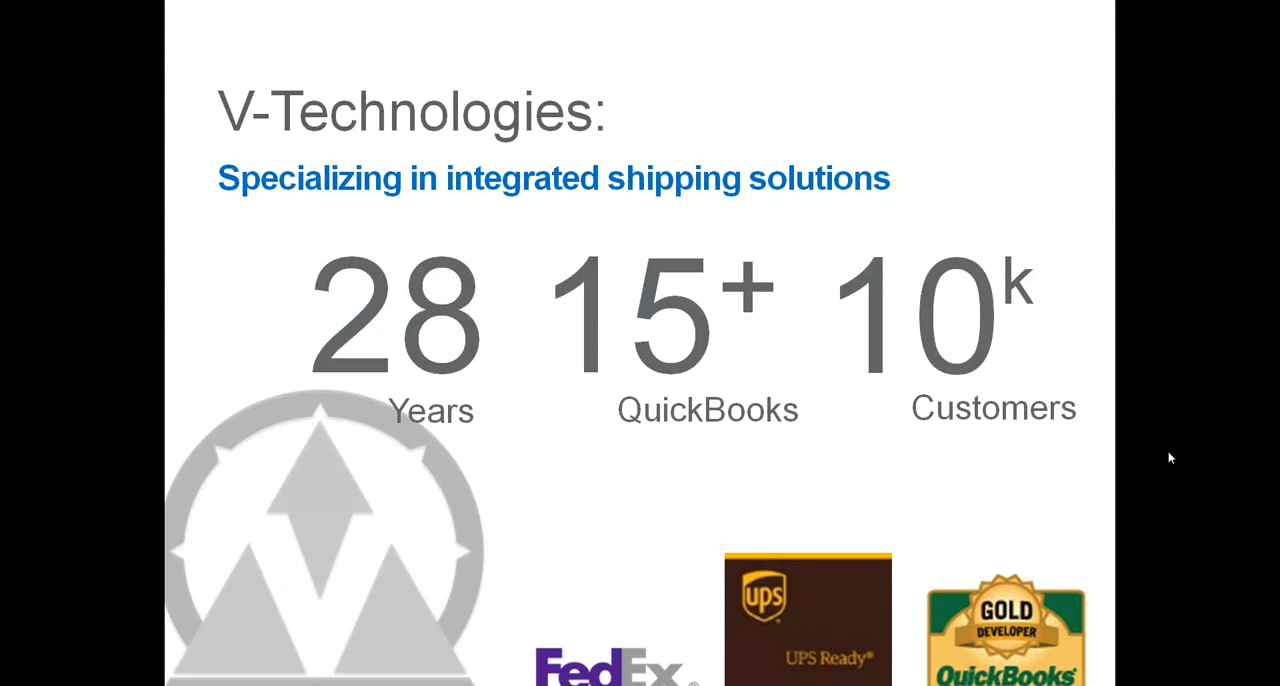 V-Technologies:
Specializing in integrated shipping solutions
28 15+ 10k
Years QuickBooks Customers
ups
UPS Ready®
GOLD
DEVELOPER
FedEx®
QuickBooks